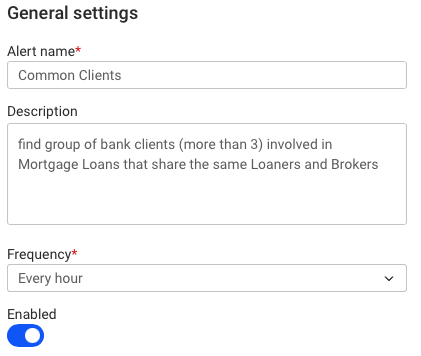 General settings
Alert name*
Common Clients
Description
find group of bank clients (more than 3) involved in
Mortgage Loans that share the same Loaners and Brokers
Frequency*
Every hour
Enabled